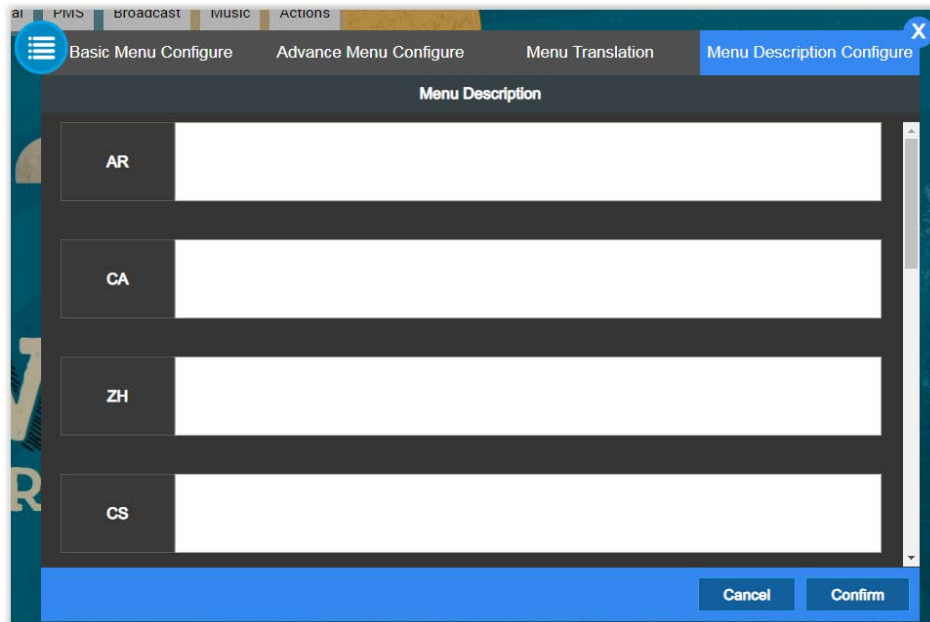 al PMS Broadcast Music Actions
X
Basic Menu Configure Advance Menu Configure Menu Translation Menu Description Configure
Menu Description
AR
CA
ZH
CS
R
Cancel Confirm